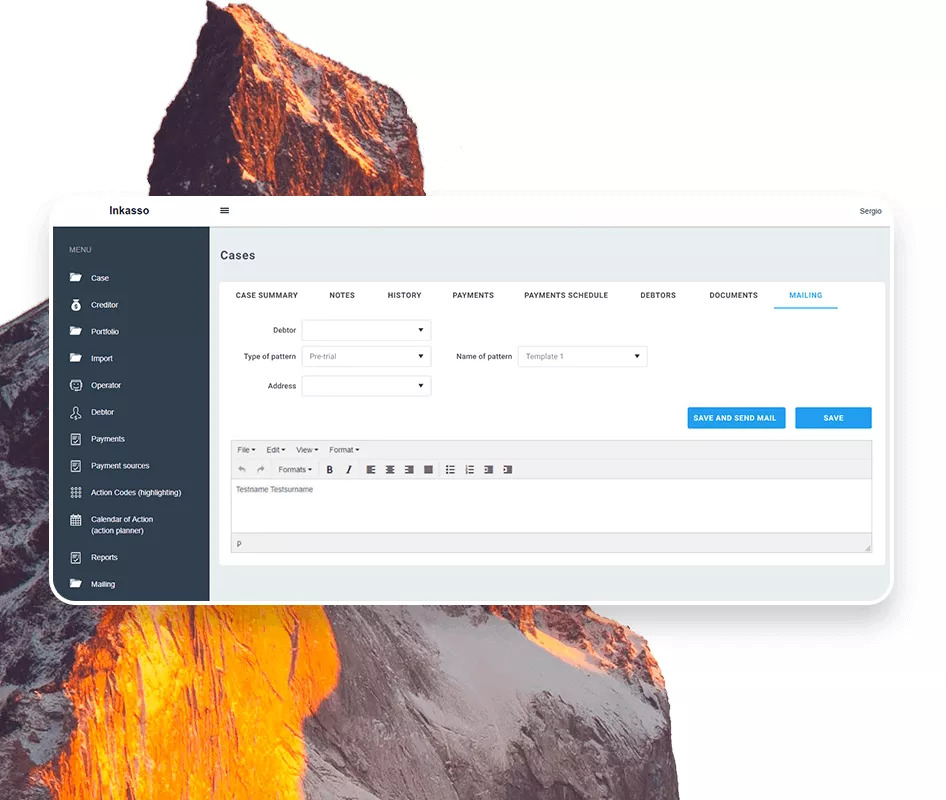 Inkasso
Sergio
MENU
Case
Creditor
Portfolio
Import
Operator
Debtor
Payments
Payment sources
Action Codes (highlighting)
Calendar of Action
(action planner)
Reports
Mailing
Cases
CASE SUMMARY NOTES HISTORY PAYMENTS PAYMENTS SCHEDULE DEBTORS DOCUMENTS MAILING
Debtor
Type of pattern Pre-trial Name of pattern Template 1
Address
SAVE AND SEND MAIL SAVE
File Edit View Format
Formats B I
Testname Testsurname
p